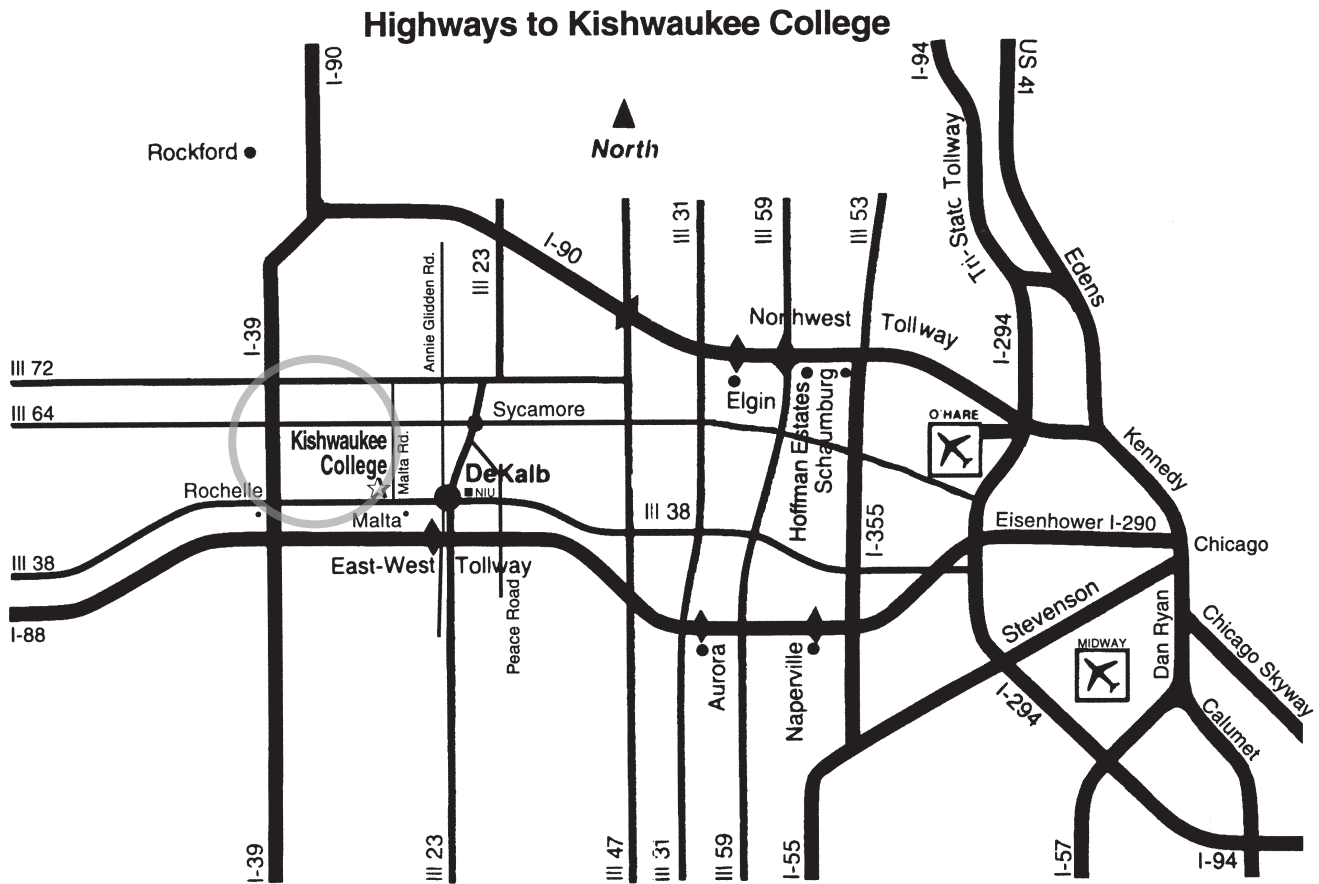 Highways to Kishwaukee College
I-90
I-94
US 41
Rockford
North
Tri-Statc Tollway
Ill 31
Ill 59
Ill 53
Ill 23
I-90
Annie Glidden Rd.
Edens
I-39
Northwest Tollway
I-294
Ill 72
Ill 64
Sycamore
Elgin
Hoffman Estates
Schaumburg
O'HARE
Kishwaukee
College
Malta Rd.
DeKalb
NIU
Kennedy
Rochelle
Malta
Ill 38
I-355
Eisenhower I-290
Chicago
Ill 38
East-West Tollway
Peace Road
I-88
Stevenson
MIDWAY
Dan Ryan
Chicago Skyway
Aurora
Naperville
I-294
Calumet
I-39
Ill 23
Ill 47
Ill 31
Ill 59
I-55
I-57
I-94